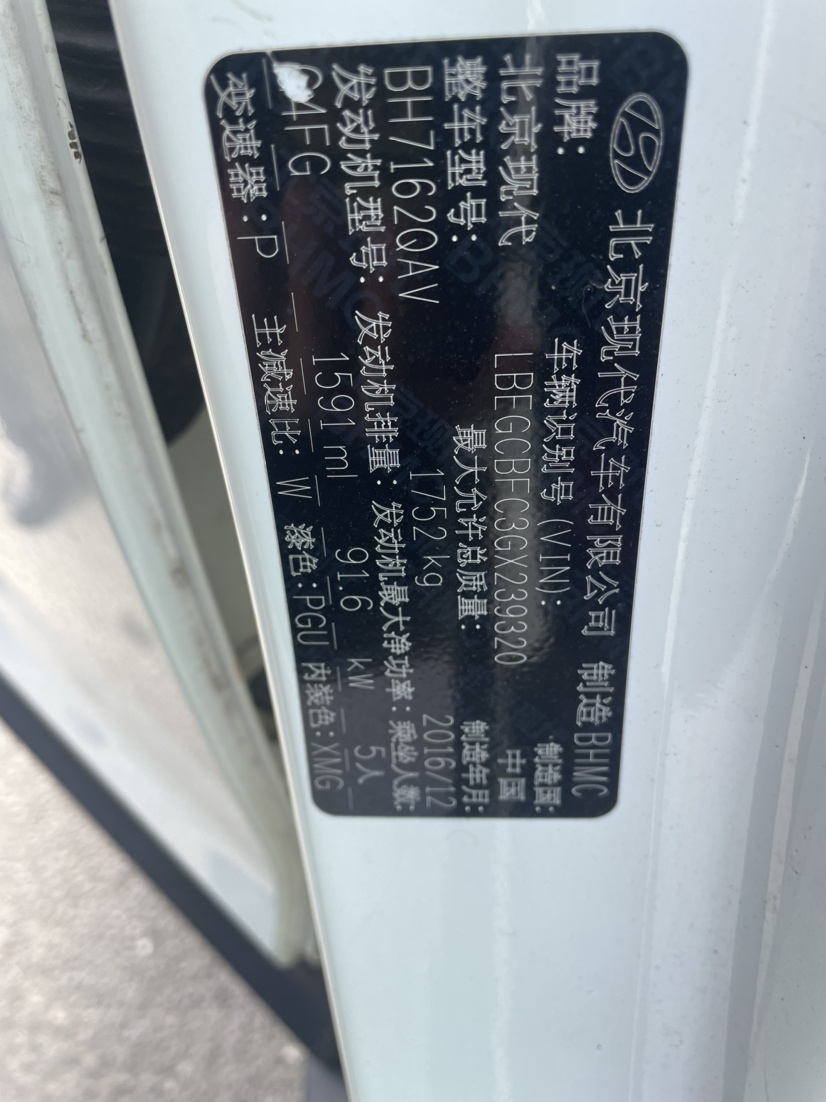 北京现代汽车有限公司 制造 BHMC
品牌: 车辆识别号 (VIN): 制造国:
北京现代 LBEGCBFC3GX239320 中国
整车型号: 最大允许总质量: 制造年月:
BH7162QAV 1752 kg 2016/12
发动机型号: 发动机排量: 发动机最大净功率: 乘坐人数:
G4FG 1591 ml 91.6 kW 5人
变速器: P 主减速比: W 漆色: PGU 内装色: XMG